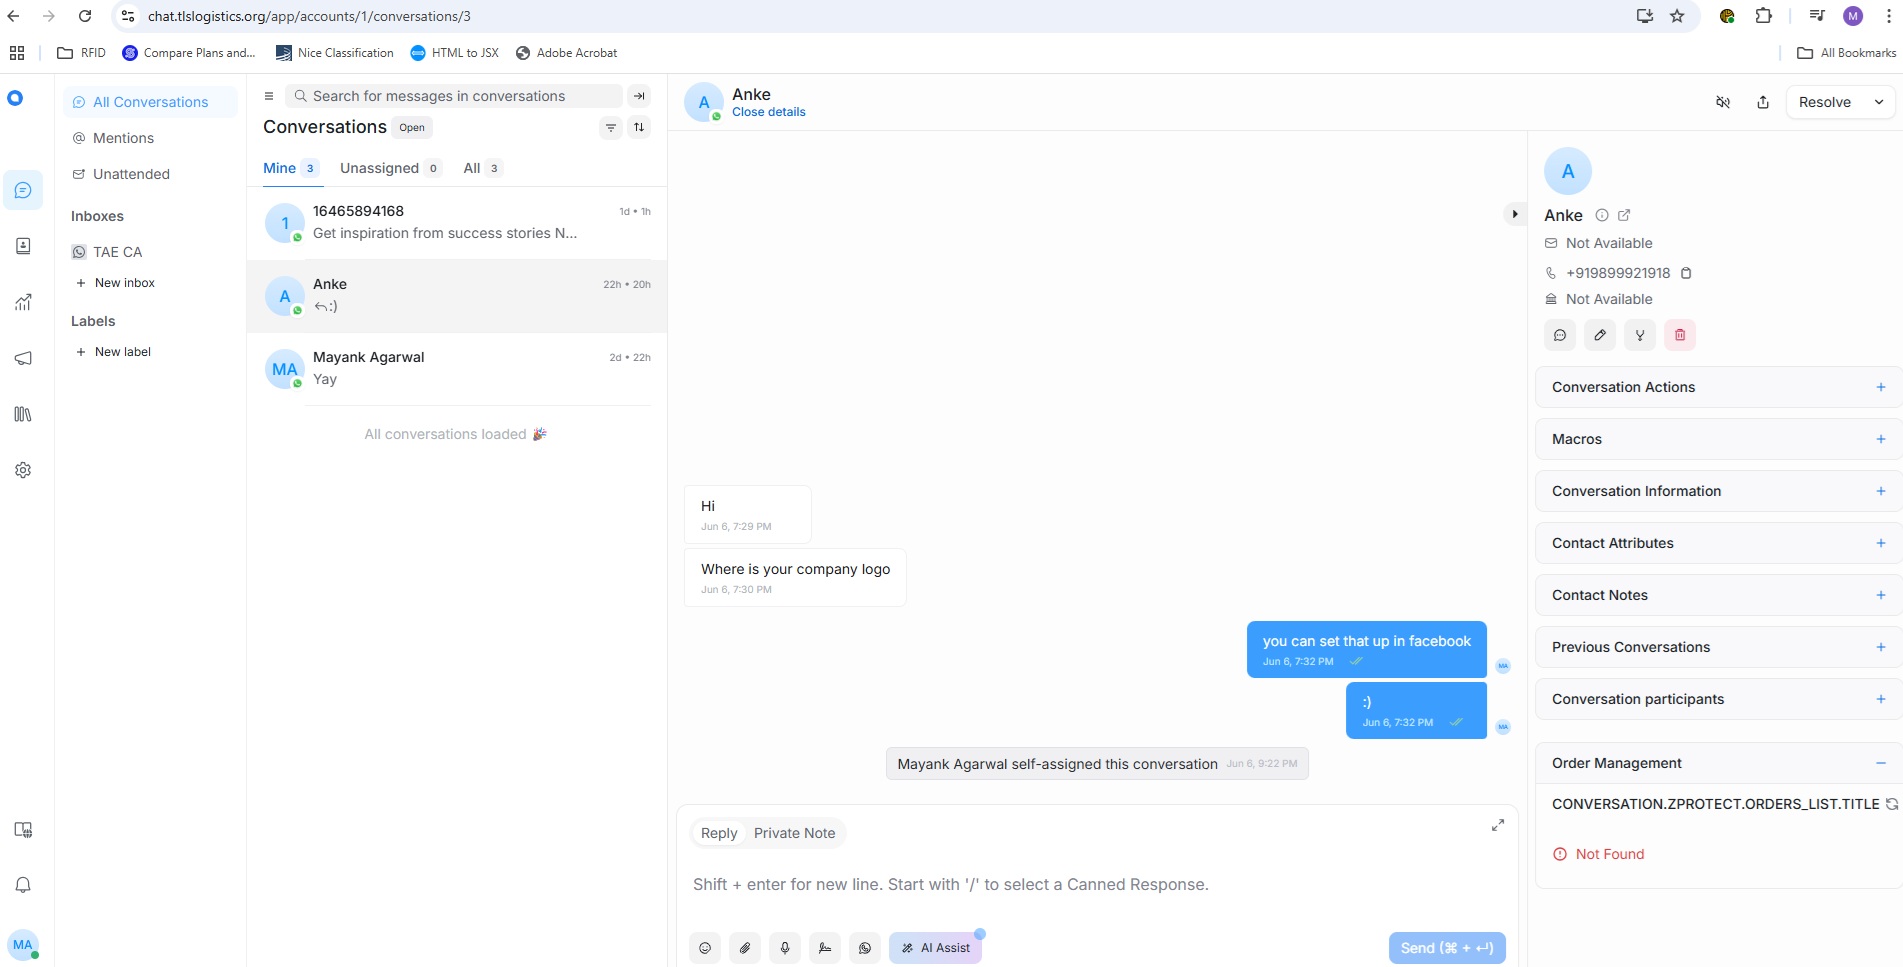 chat.tlslogistics.org/app/accounts/1/conversations/3
M
RFID
Compare Plans and...
Nice Classification
HTML to JSX
Adobe Acrobat
All Bookmarks
All Conversations
Mentions
Unattended
Inboxes
TAE CA
+ New inbox
Labels
+ New label
MA
Search for messages in conversations
Conversations Open
Mine 3 Unassigned 0 All 3
1
16465894168 1d • 1h
Get inspiration from success stories N...
A
Anke 22h • 20h
:)
MA
Mayank Agarwal 2d • 22h
Yay
All conversations loaded 🎉
A
Anke
Close details
Resolve
Hi
Jun 6, 7:29 PM
Where is your company logo
Jun 6, 7:30 PM
you can set that up in facebook
Jun 6, 7:32 PM
MA
:)
Jun 6, 7:32 PM
MA
Mayank Agarwal self-assigned this conversation Jun 6, 9:22 PM
Reply Private Note
Shift + enter for new line. Start with '/' to select a Canned Response.
AI Assist
Send (⌘ + ↵)
A
Anke
Not Available
+919899921918
Not Available
Conversation Actions +
Macros +
Conversation Information +
Contact Attributes +
Contact Notes +
Previous Conversations +
Conversation participants +
Order Management −
CONVERSATION.ZPROTECT.ORDERS_LIST.TITLE
Not Found